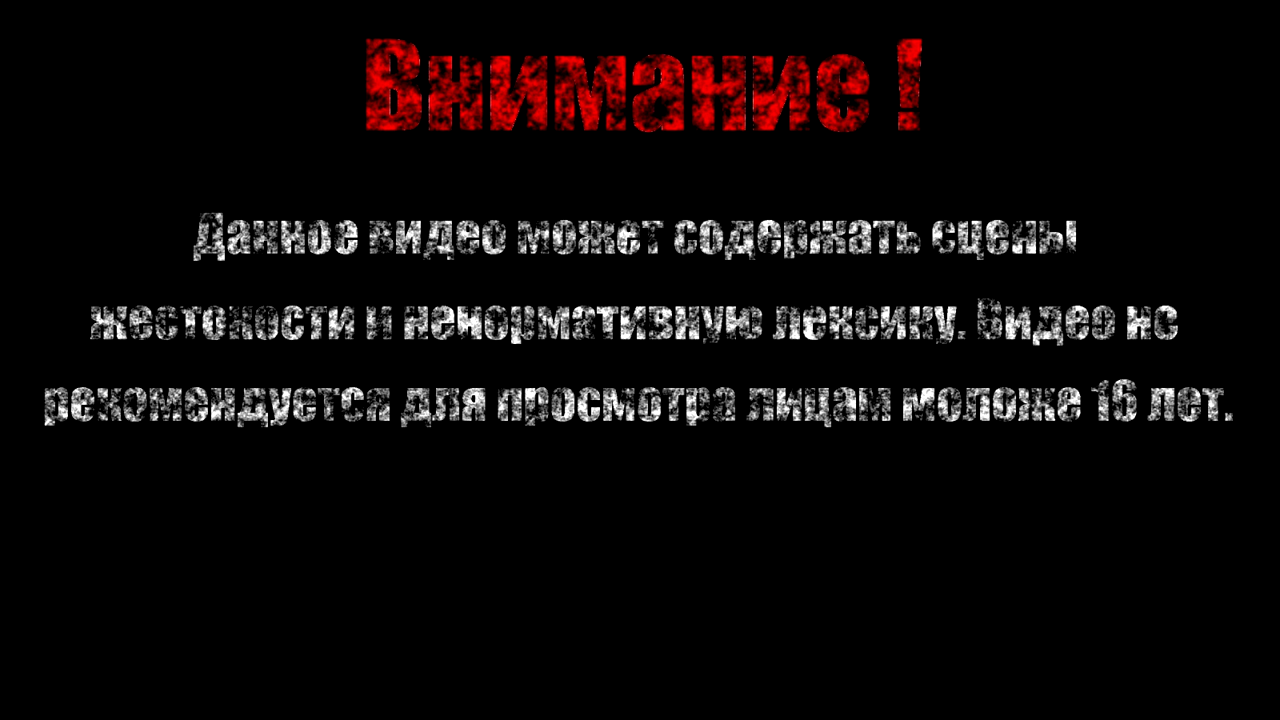 Внимание !
Данное видео может содержать сцены
жестокости и ненормативную лексику. Видео не
рекомендуется для просмотра лицам моложе 16 лет.